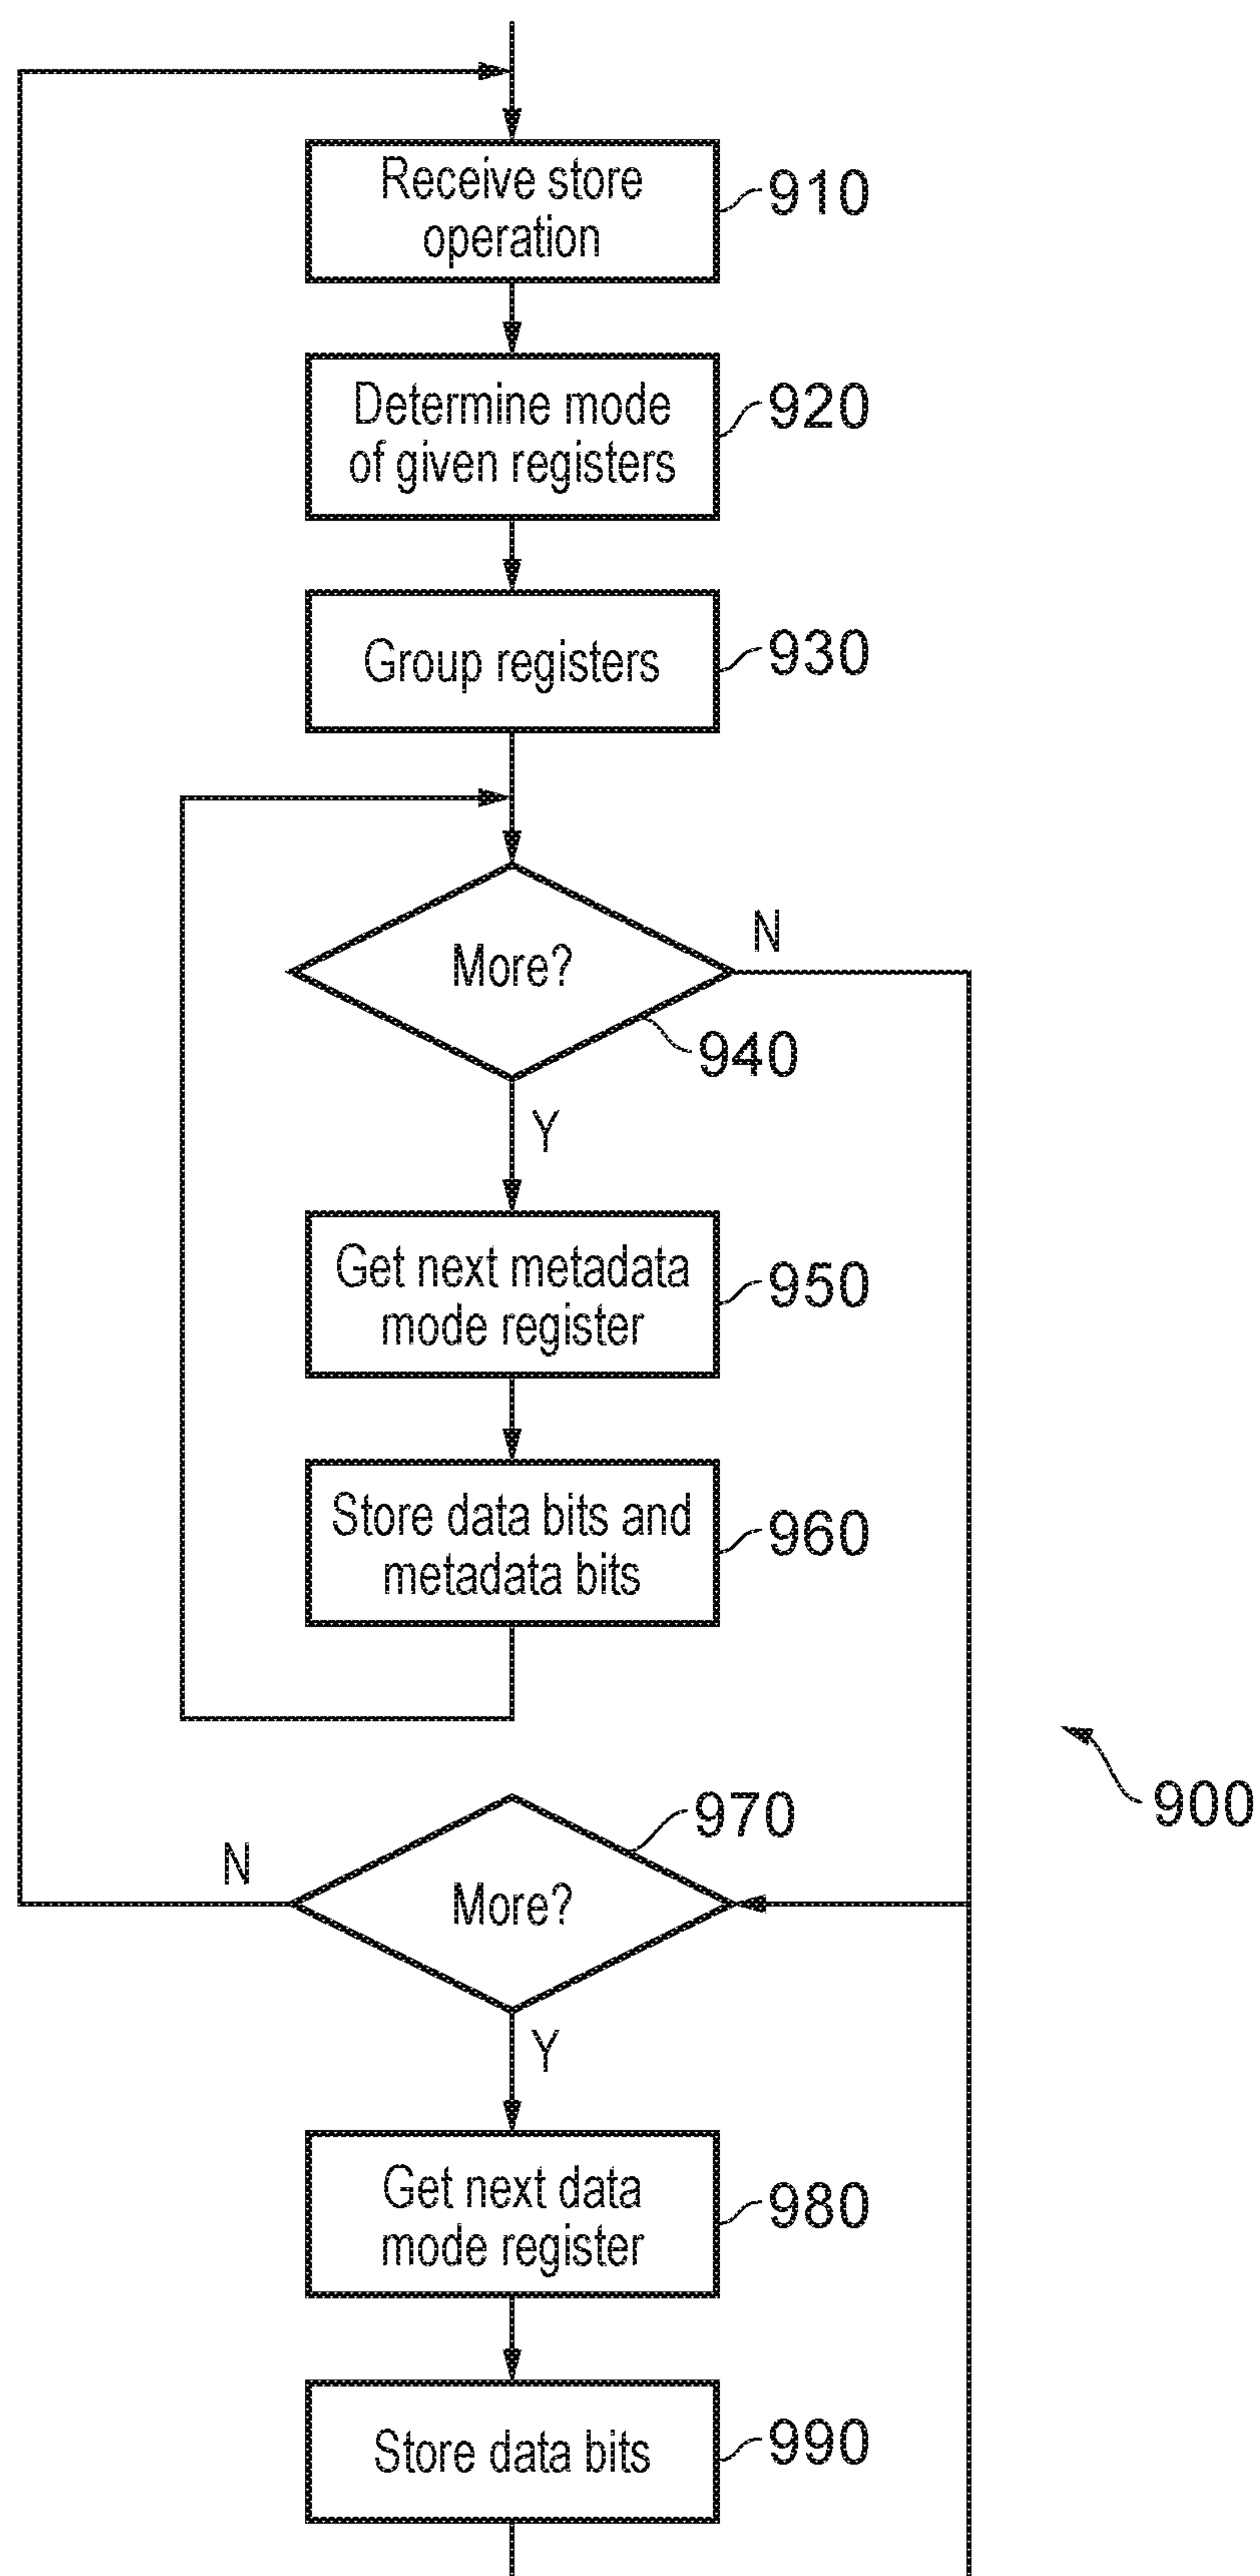 Receive store
operation
910
Determine mode
of given registers
920
Group registers
930
More?
N
940
Y
Get next metadata
mode register
950
Store data bits and
metadata bits
960
900
970
N
More?
Y
Get next data
mode register
980
Store data bits
990